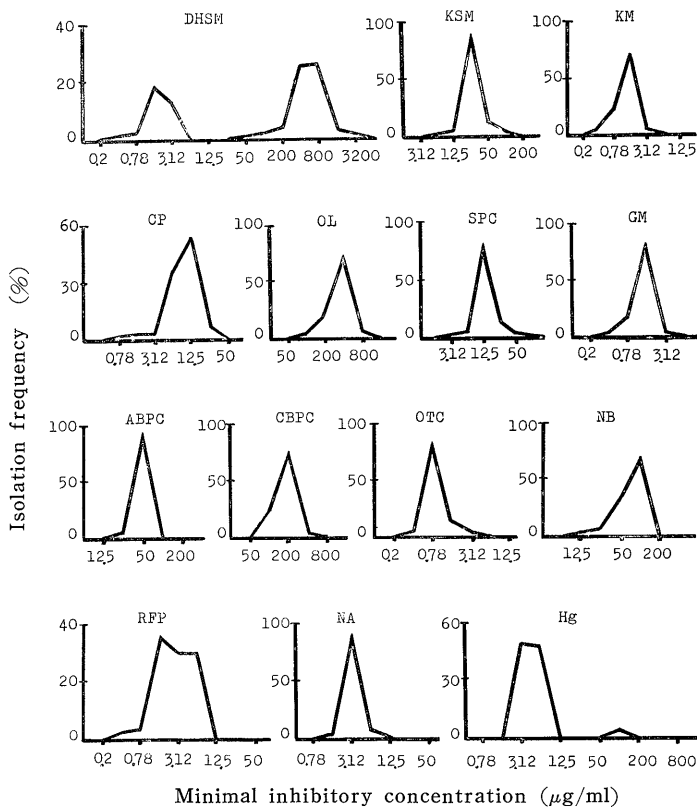 DHSM KSM KM
40 100 100
20 50 50
0 0 0
0.2 0.78 3.12 12.5 50 200 800 3200 3.12 12.5 50 200 0.2 0.78 3.12 12.5
CP OL SPC GM
60 100 100 100
30 50 50 50
0 0 0 0
0.78 3.12 12.5 50 50 200 800 3.12 12.5 50 0.2 0.78 3.12
ABPC CBPC OTC NB
100 100 100 100
50 50 50 50
0 0 0 0
12.5 50 200 50 200 800 0.2 0.78 3.12 12.5 12.5 50 200
RFP NA Hg
40 100 60
20 50 30
0 0 0
0.2 0.78 3.12 12.5 50 0.78 3.12 12.5 50 0.78 3.12 12.5 50 200 800
Isolation frequency (%)
Minimal inhibitory concentration (μg/ml)